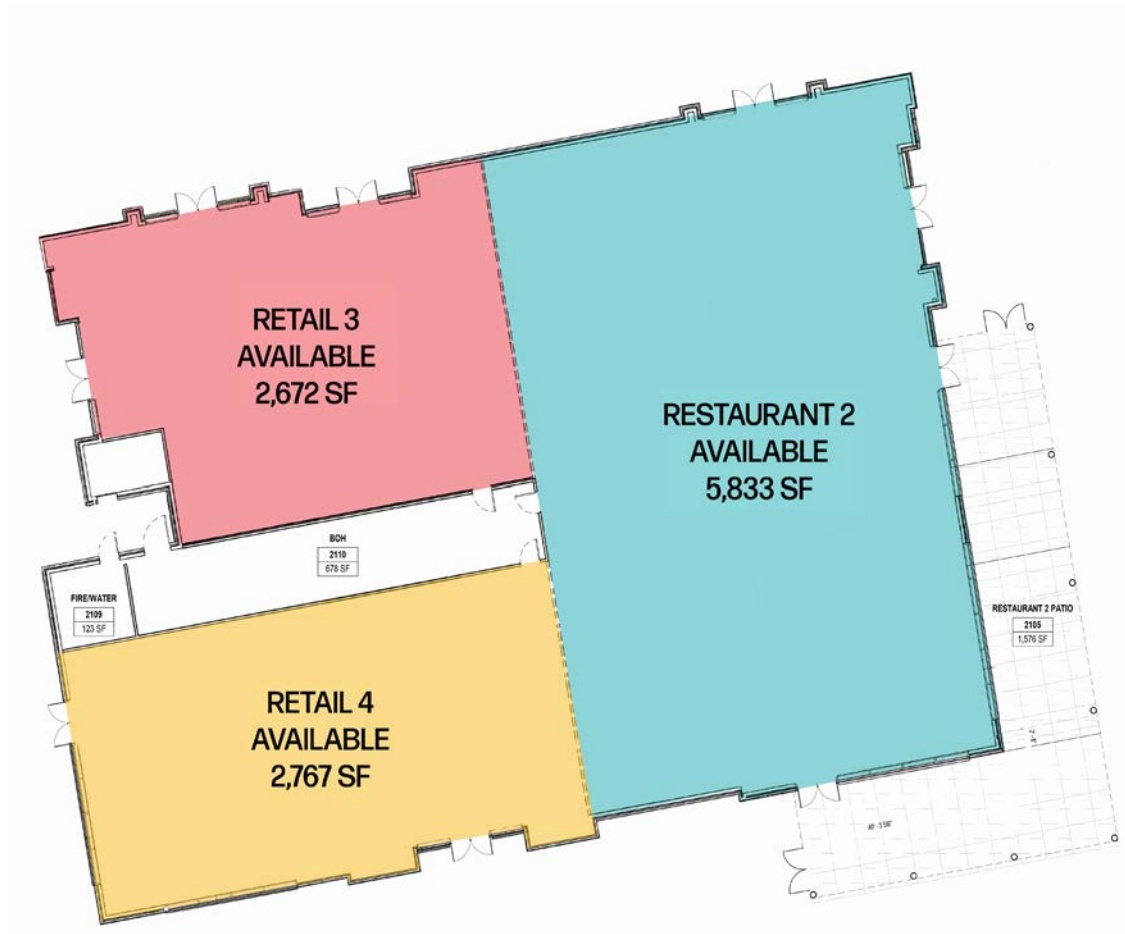 RETAIL 3
AVAILABLE
2,672 SF
RESTAURANT 2
AVAILABLE
5,833 SF
BOH
2110
678 SF
FIRE/WATER
2109
123 SF
RESTAURANT 2 PATIO
2105
1,576 SF
RETAIL 4
AVAILABLE
2,767 SF